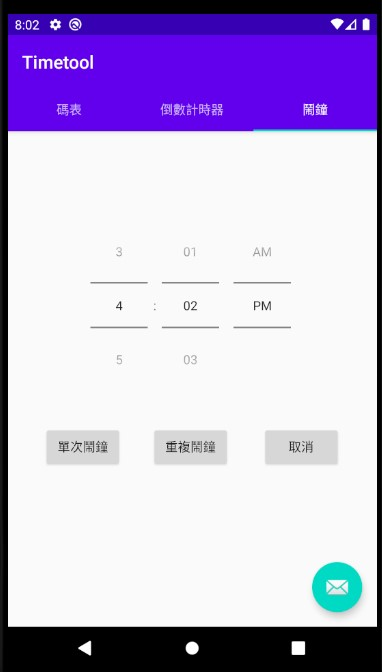 8:02
Timetool
碼表 倒數計時器 鬧鐘
3 01 AM
4 : 02 PM
5 03
單次鬧鐘 重複鬧鐘 取消